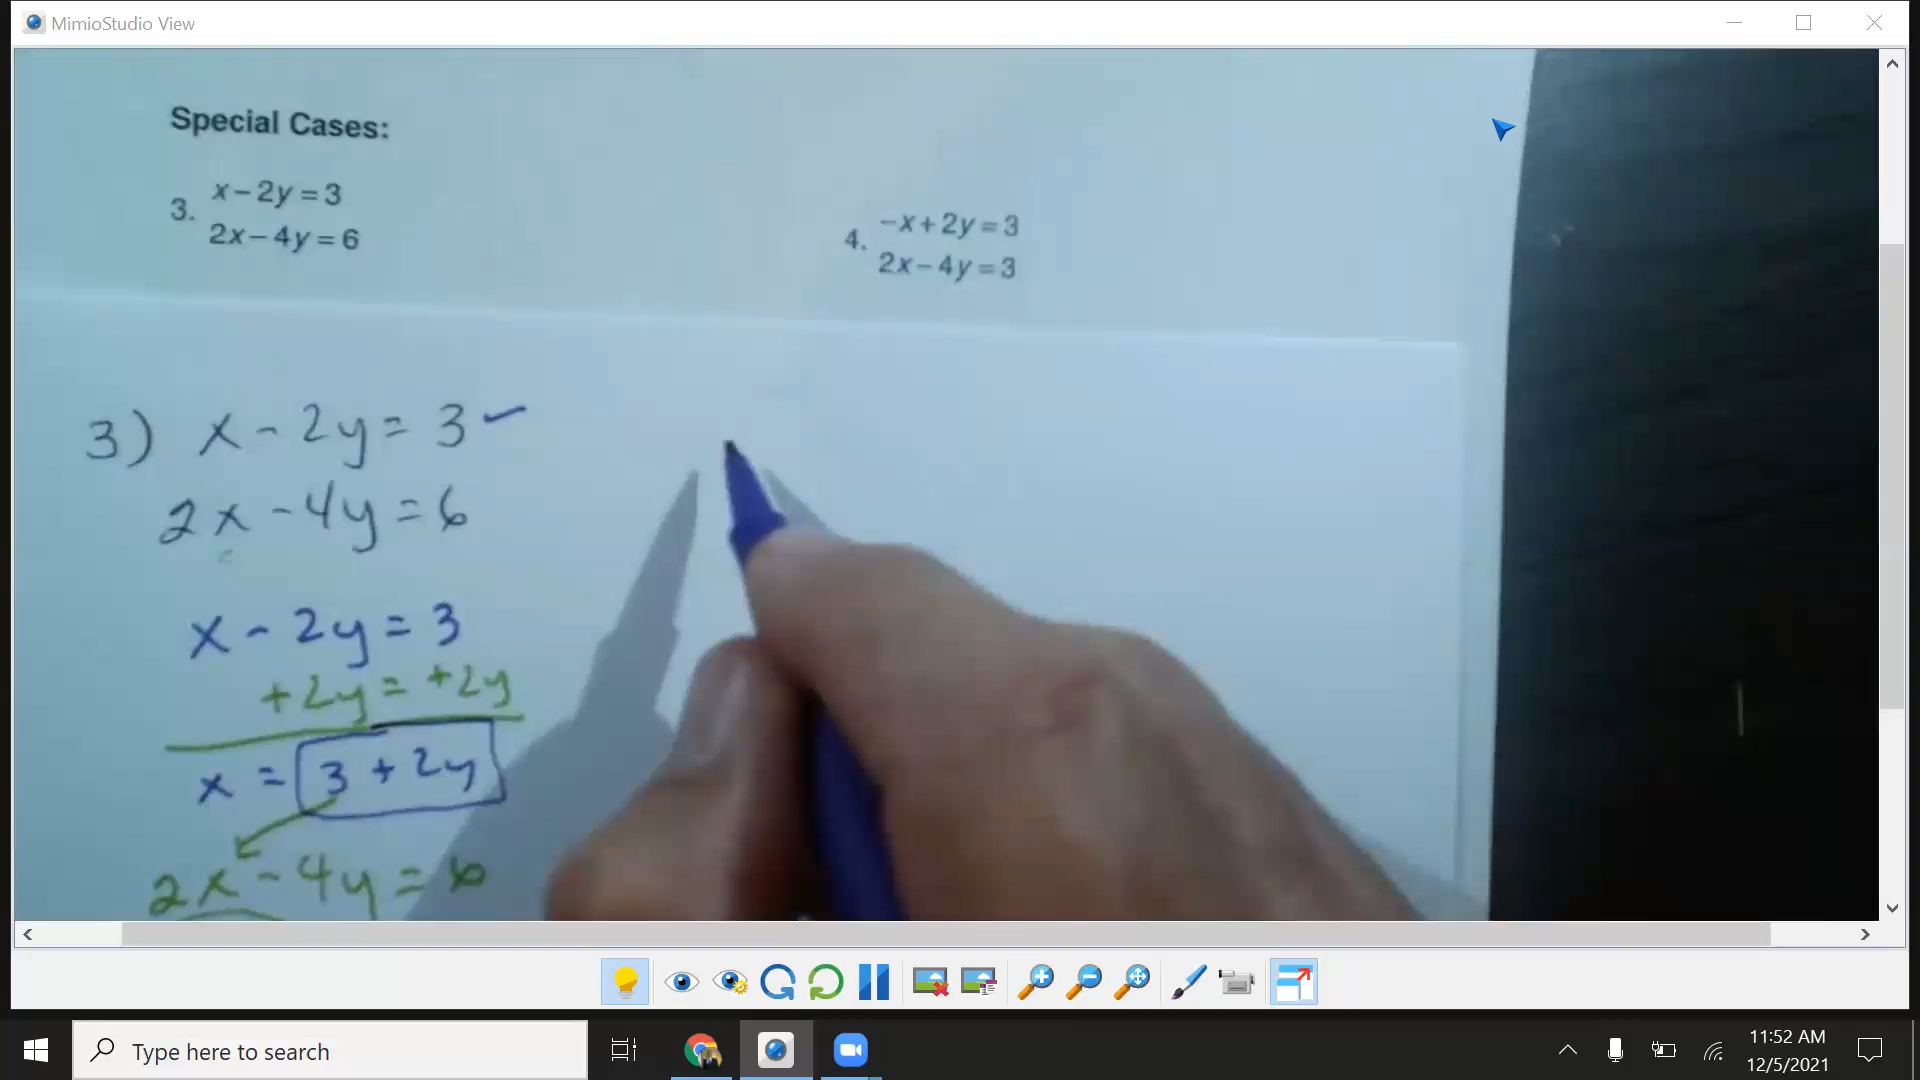 MimioStudio View
Special Cases:
3. x – 2y = 3
2x – 4y = 6
4. –x + 2y = 3
2x – 4y = 3
3) x - 2y = 3
2x - 4y = 6
x - 2y = 3
+2y = +2y
x = 3 + 2y
2x - 4y = 6
Type here to search
11:52 AM
12/5/2021